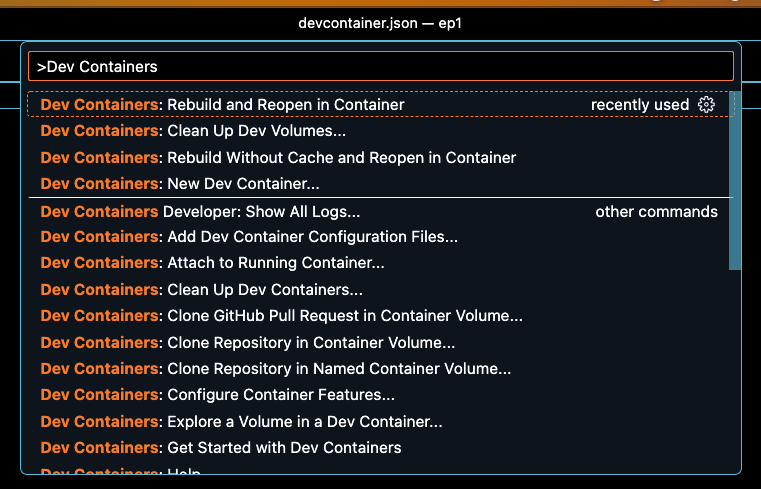 devcontainer.json — ep1
>Dev Containers
Dev Containers: Rebuild and Reopen in Container recently used
Dev Containers: Clean Up Dev Volumes...
Dev Containers: Rebuild Without Cache and Reopen in Container
Dev Containers: New Dev Container...
Dev Containers Developer: Show All Logs... other commands
Dev Containers: Add Dev Container Configuration Files...
Dev Containers: Attach to Running Container...
Dev Containers: Clean Up Dev Containers...
Dev Containers: Clone GitHub Pull Request in Container Volume...
Dev Containers: Clone Repository in Container Volume...
Dev Containers: Clone Repository in Named Container Volume...
Dev Containers: Configure Container Features...
Dev Containers: Explore a Volume in a Dev Container...
Dev Containers: Get Started with Dev Containers
Dev Containers: Help